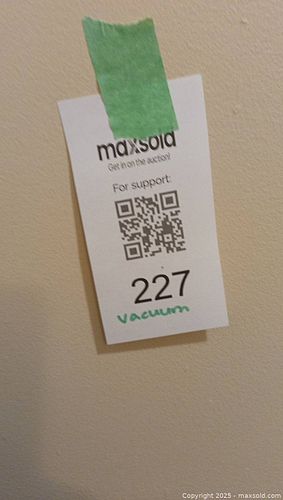 maxsold
Get in on the auction!
For support:
227
vacuum
Copyright 2025 - maxsold.com